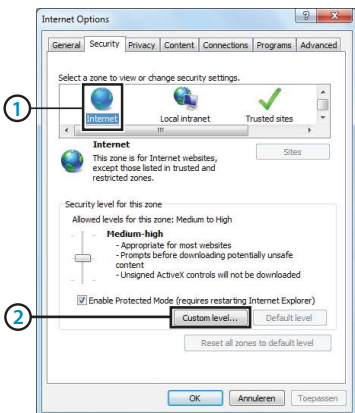 Internet Options
General Security Privacy Content Connections Programs Advanced
Select a zone to view or change security settings.
1
Internet Local intranet Trusted sites
Internet
Sites
This zone is for Internet websites,
except those listed in trusted and
restricted zones.
Security level for this zone
Allowed levels for this zone: Medium to High
Medium-high
- Appropriate for most websites
- Prompts before downloading potentially unsafe
content
- Unsigned ActiveX controls will not be downloaded
Enable Protected Mode (requires restarting Internet Explorer)
2
Custom level... Default level
Reset all zones to default level
OK Annuleren Toepassen